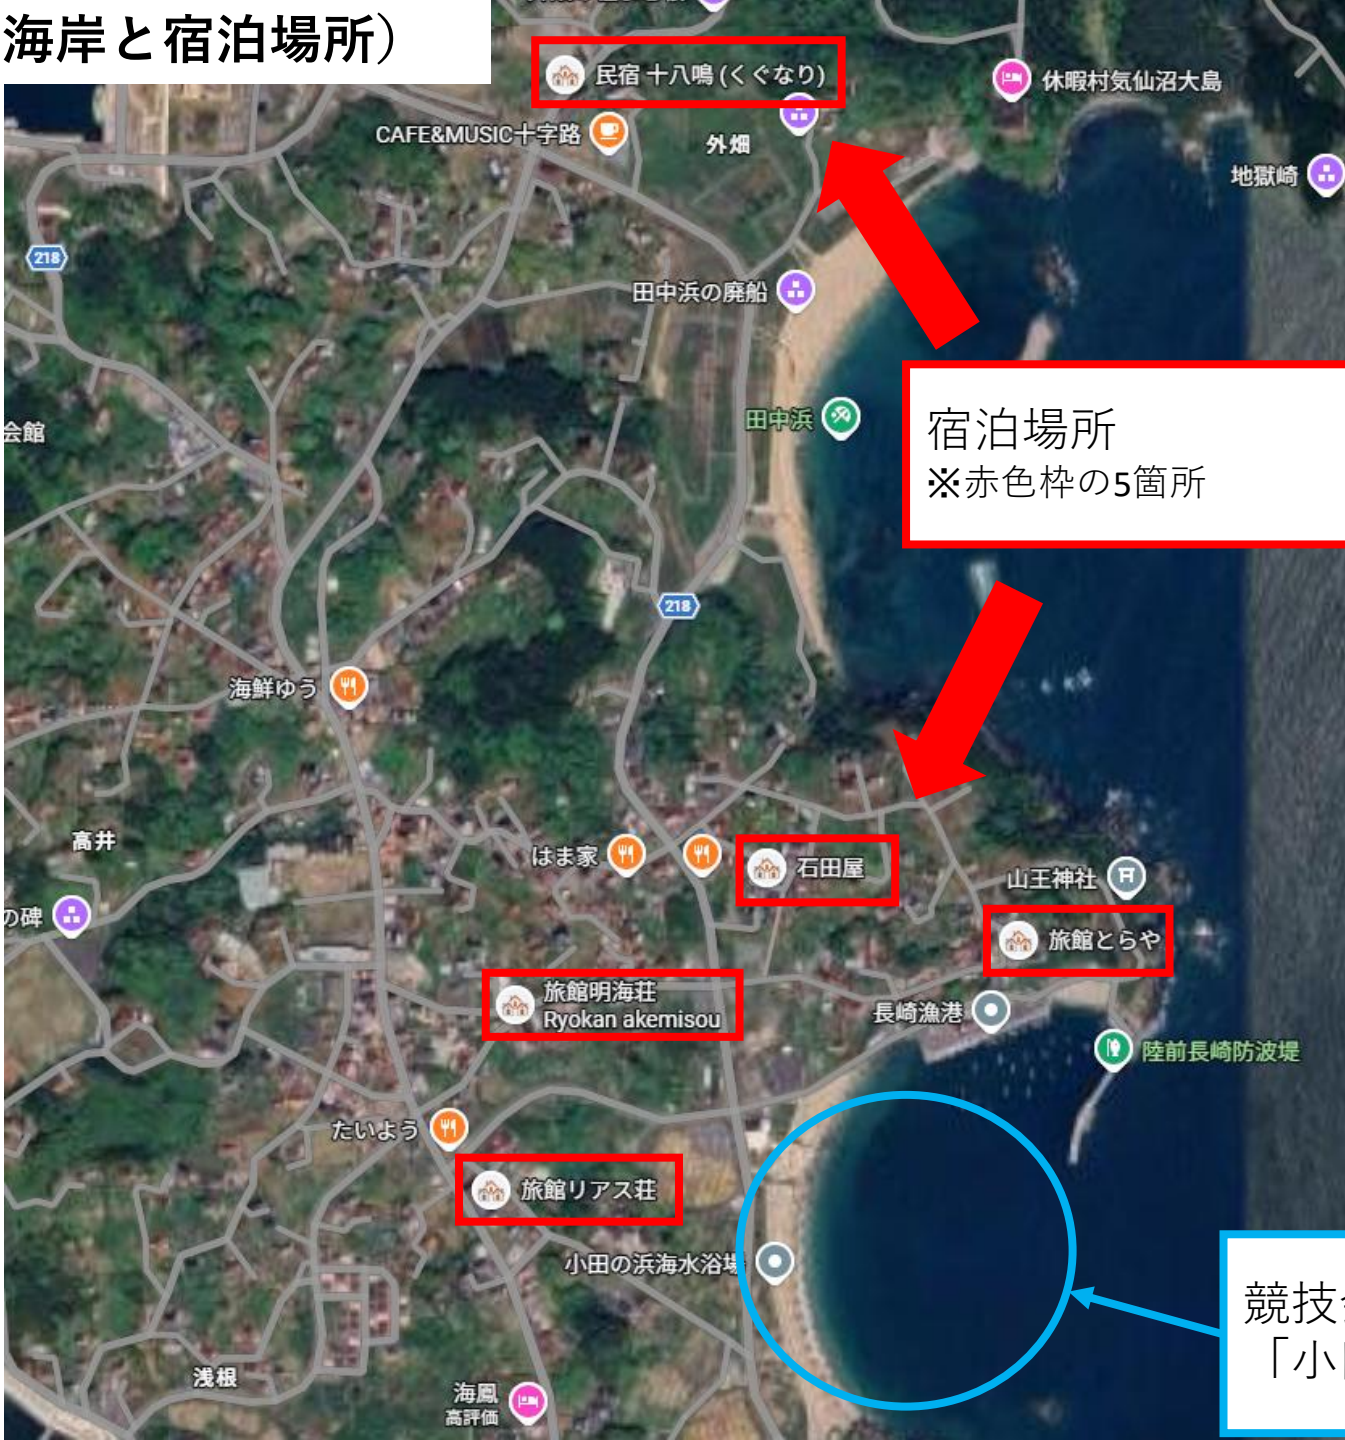 海岸と宿泊場所）
民宿 十八鳴 (くぐなり)
休暇村気仙沼大島
CAFE&MUSIC十字路
外畑
地獄崎
218
田中浜の廃船
田中浜
会館
宿泊場所
※赤色枠の5箇所
218
海鮮ゆう
高井
はま家
石田屋
山王神社
の碑
旅館とらや
旅館明海荘
Ryokan akemisou
長崎漁港
陸前長崎防波堤
たいよう
旅館リアス荘
小田の浜海水浴場
競技
「小
浅根
海鳳
高評価